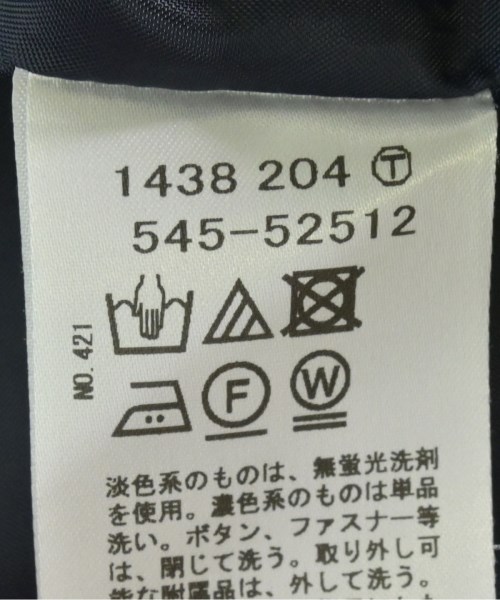 1438 204 Ⓣ
545-52512
NO.421
F
W
淡色系のものは、無蛍光洗剤
を使用。濃色系のものは単品
洗い。ボタン、ファスナー等
は、閉じて洗う。取り外し可
能な附属品は、外して洗う。